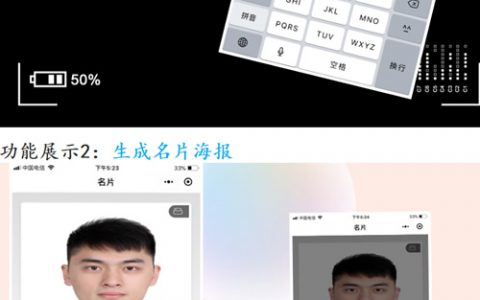 GHI JKL MNO
拼音 PQRS TUV WXYZ ^^
空格 换行
50%
功能展示2：生成名片海报
中国电信 下午5:23 33%
名片
中国电信 下午5:24 33%
名片